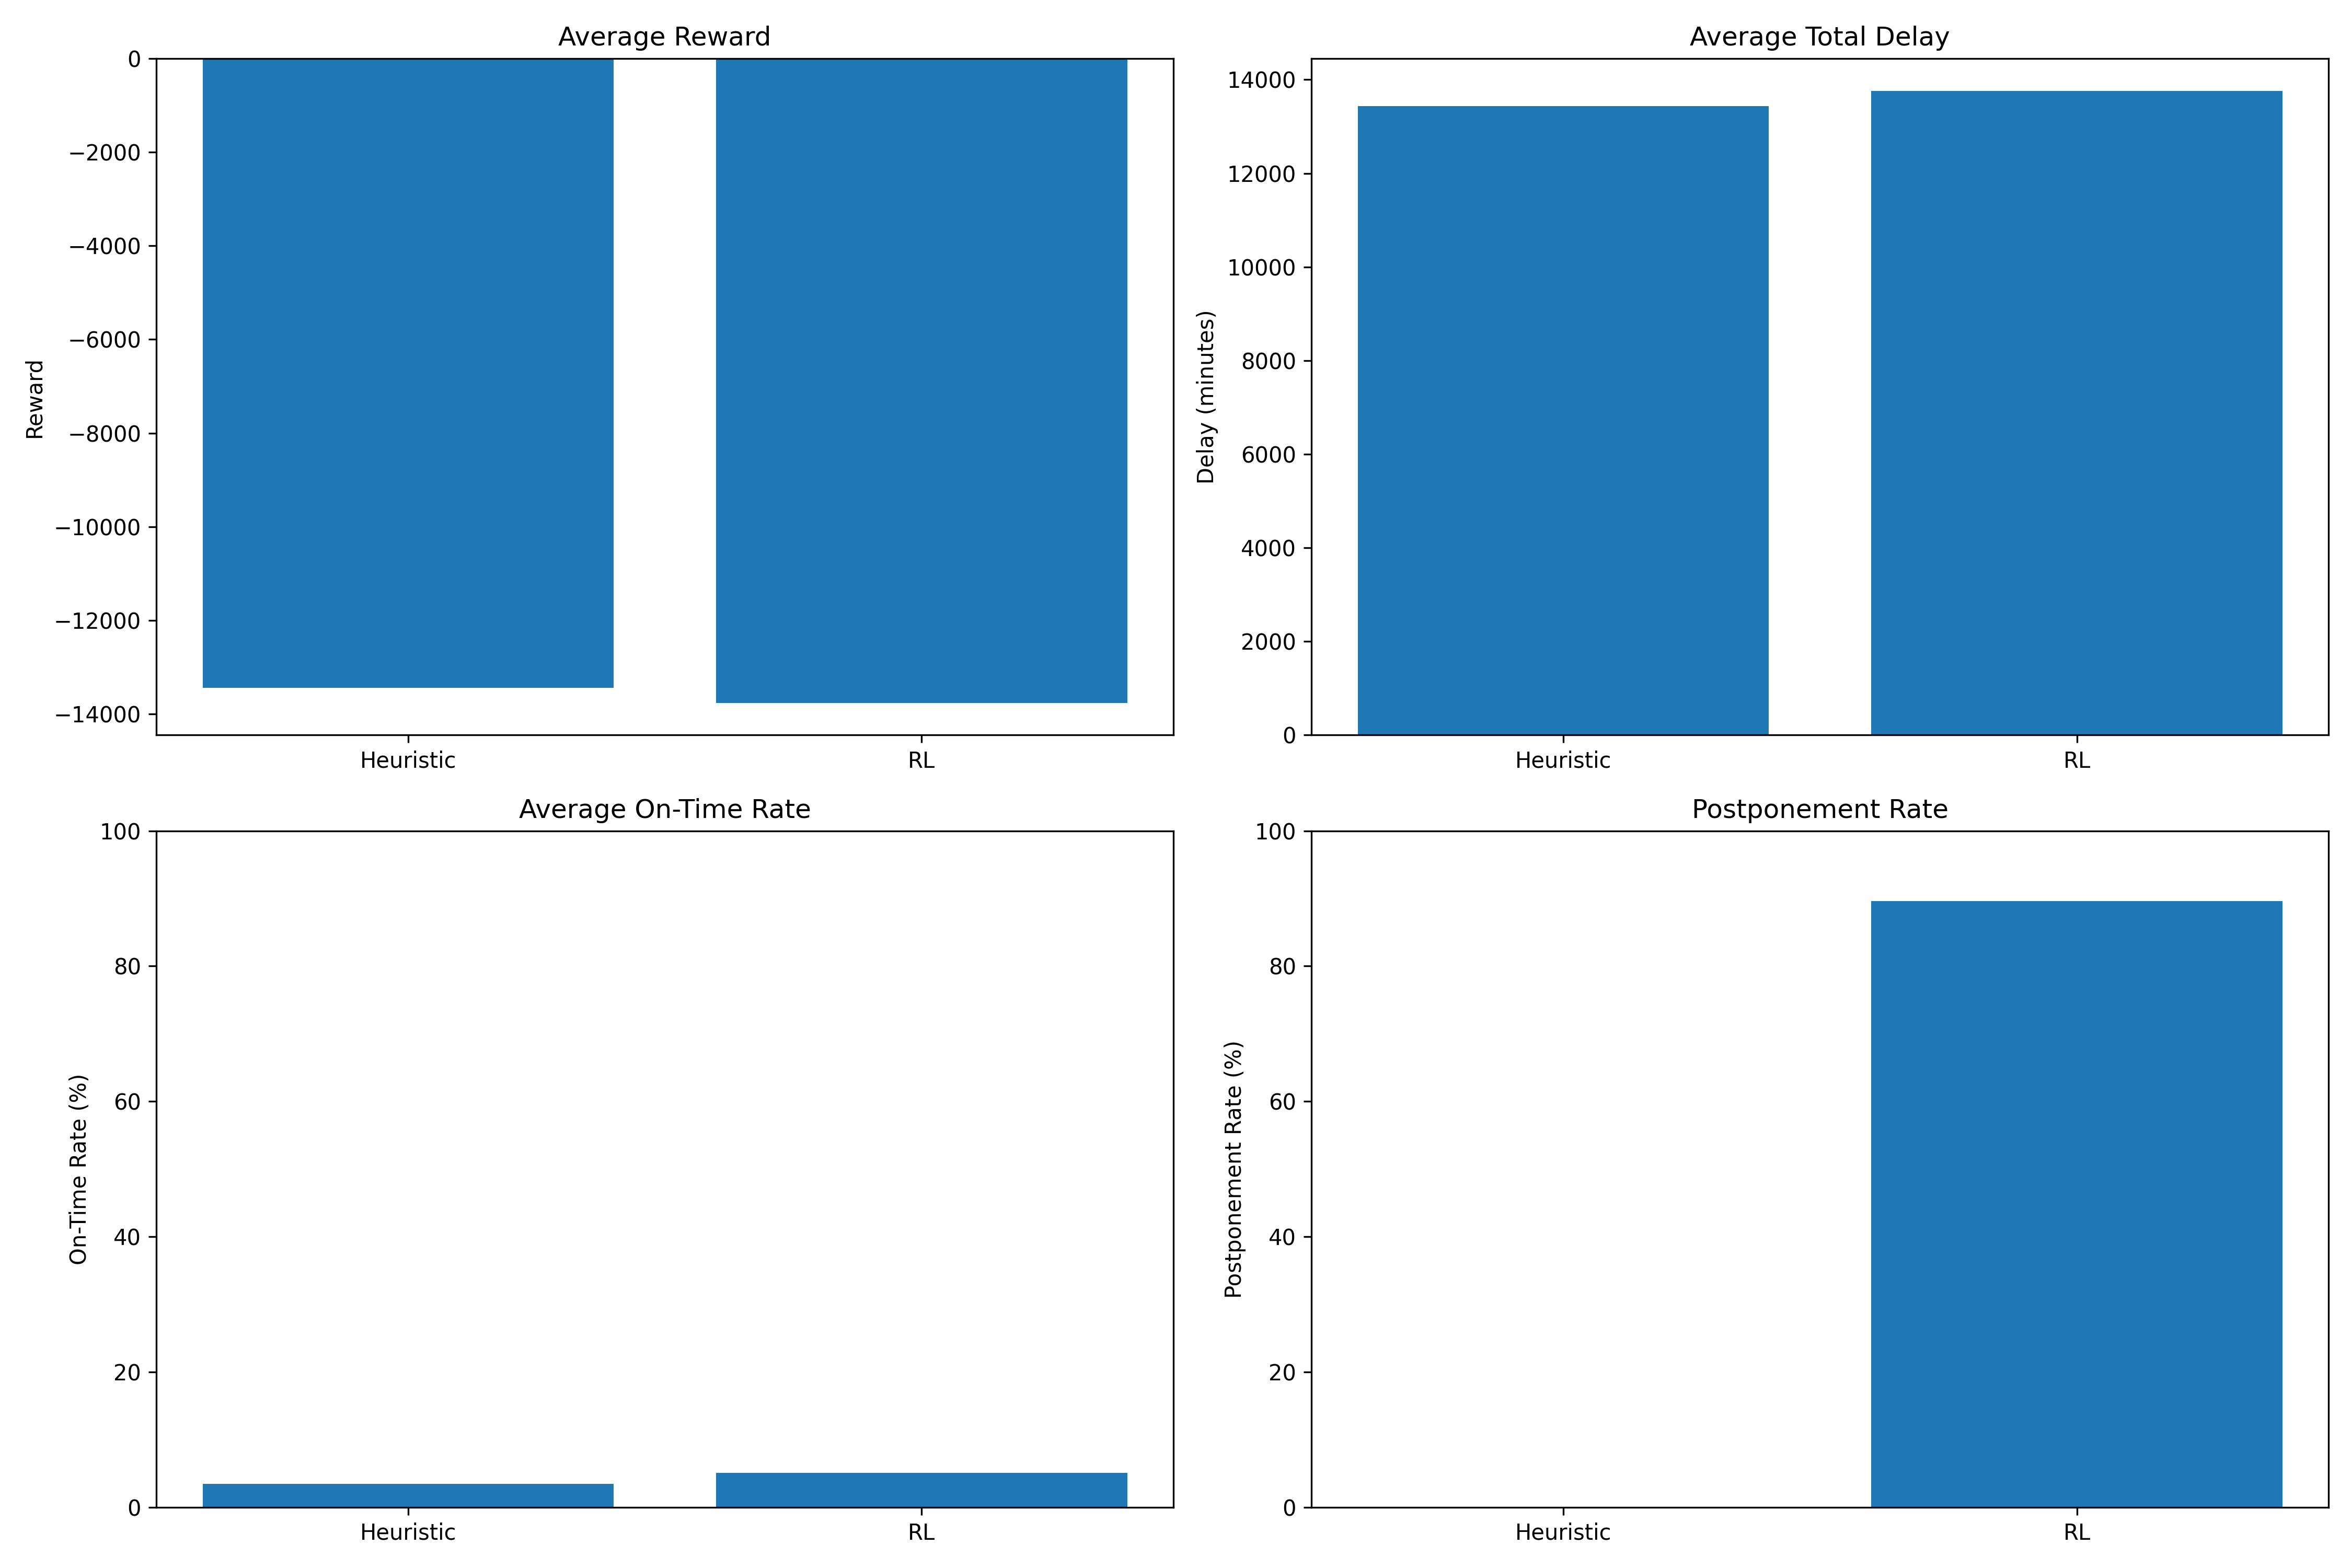 Average Reward
0
−2000
−4000
−6000
−8000
−10000
−12000
−14000
Reward
Heuristic
RL
Average Total Delay
14000
12000
10000
8000
6000
4000
2000
0
Delay (minutes)
Heuristic
RL
Average On-Time Rate
100
80
60
40
20
0
On-Time Rate (%)
Heuristic
RL
Postponement Rate
100
80
60
40
20
0
Postponement Rate (%)
Heuristic
RL